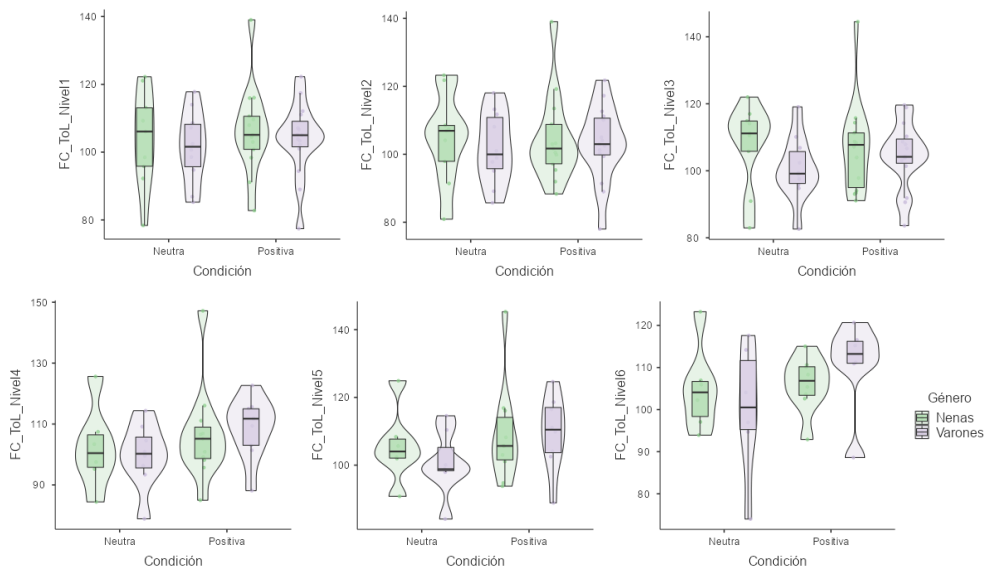 140
120
100
80
FC_ToL_Nivel1
Neutra
Positiva
Condición
140
120
100
80
FC_ToL_Nivel2
Neutra
Positiva
Condición
140
120
100
80
FC_ToL_Nivel3
Neutra
Positiva
Condición
150
130
110
90
FC_ToL_Nivel4
Neutra
Positiva
Condición
140
120
100
FC_ToL_Nivel5
Neutra
Positiva
Condición
120
110
100
90
80
FC_ToL_Nivel6
Neutra
Positiva
Condición
Género
Nenas
Varones